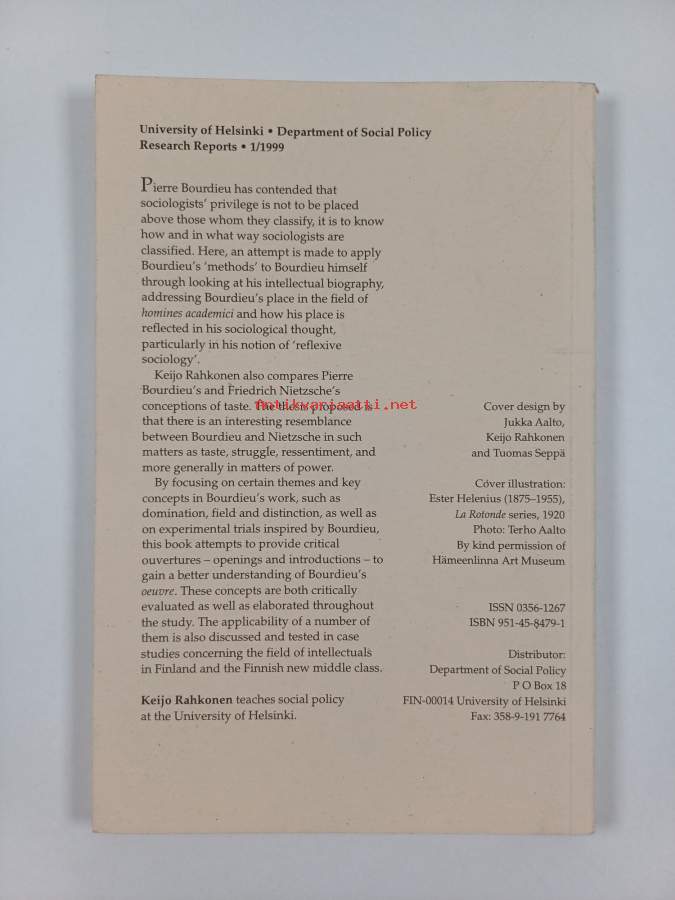 University of Helsinki • Department of Social Policy
Research Reports • 1/1999
Pierre Bourdieu has contended that
sociologists' privilege is not to be placed
above those whom they classify, it is to know
how and in what way sociologists are
classified. Here, an attempt is made to apply
Bourdieu's 'methods' to Bourdieu himself
through looking at his intellectual biography,
addressing Bourdieu's place in the field of
homines academici and how his place is
reflected in his sociological thought,
particularly in his notion of 'reflexive
sociology'.
Keijo Rahkonen also compares Pierre
Bourdieu's and Friedrich Nietzsche's
conceptions of taste. The thesis proposed is
that there is an interesting resemblance
between Bourdieu and Nietzsche in such
matters as taste, struggle, ressentiment, and
more generally in matters of power.
By focusing on certain themes and key
concepts in Bourdieu's work, such as
domination, field and distinction, as well as
on experimental trials inspired by Bourdieu,
this book attempts to provide critical
ouvertures – openings and introductions – to
gain a better understanding of Bourdieu's
oeuvre. These concepts are both critically
evaluated as well as elaborated throughout
the study. The applicability of a number of
them is also discussed and tested in case
studies concerning the field of intellectuals
in Finland and the Finnish new middle class.
Keijo Rahkonen teaches social policy
at the University of Helsinki.
antikvariaatti.net
Cover design by
Jukka Aalto,
Keijo Rahkonen
and Tuomas Seppä
Cover illustration:
Ester Helenius (1875–1955),
La Rotonde series, 1920
Photo: Terho Aalto
By kind permission of
Hämeenlinna Art Museum
ISSN 0356-1267
ISBN 951-45-8479-1
Distributor:
Department of Social Policy
P O Box 18
FIN-00014 University of Helsinki
Fax: 358-9-191 7764